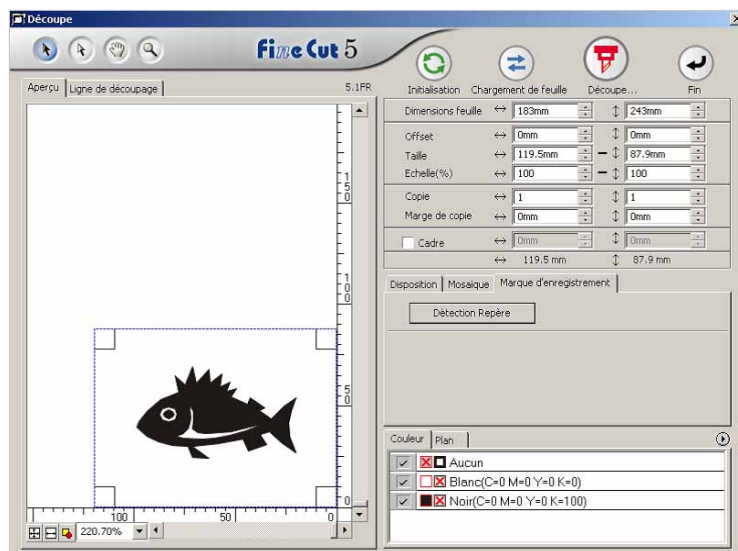 Découpe
Fine Cut 5
Aperçu Ligne de découpage 5.1FR
Initialisation Chargement de feuille Découpe... Fin
Dimensions feuille 183mm 243mm
Offset 0mm 0mm
Taille 119.5mm 87.9mm
Echelle(%) 100 100
Copie 1 1
Marge de copie 0mm 0mm
Cadre 0mm 0mm
119.5 mm 87.9 mm
Disposition Mosaïque Marque d'enregistrement
Dètection Repère
150
100
50
0
100 50 0
220.70%
Couleur Plan
Aucun
Blanc(C=0 M=0 Y=0 K=0)
Noir(C=0 M=0 Y=0 K=100)